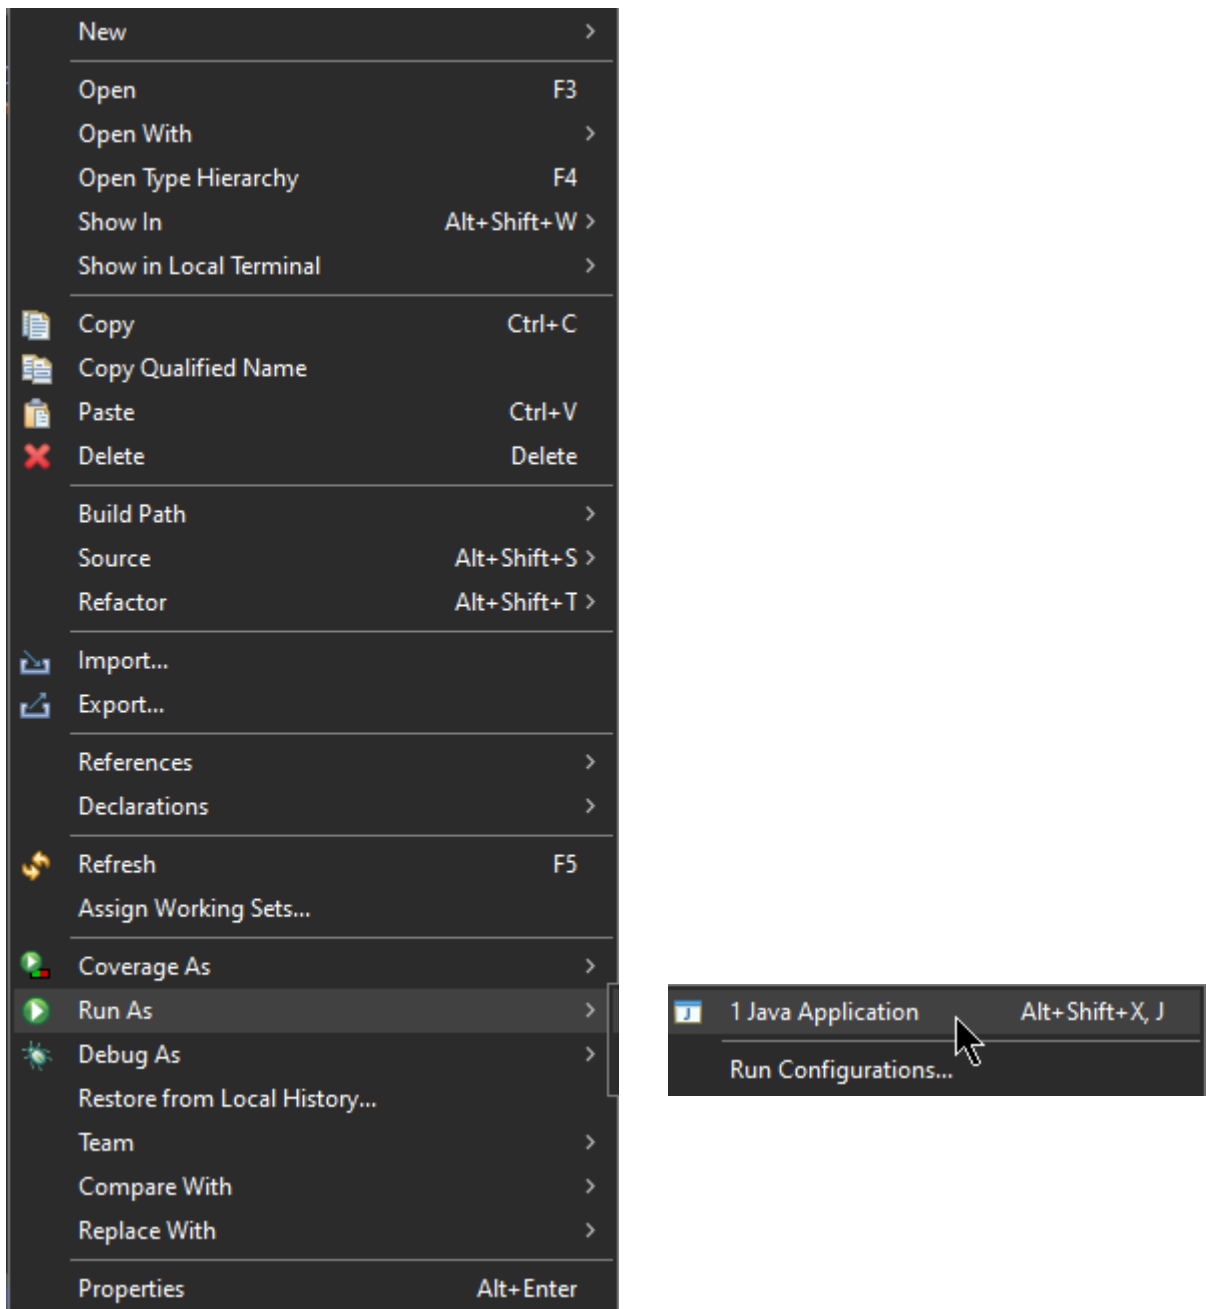 New
Open F3
Open With
Open Type Hierarchy F4
Show In Alt+Shift+W
Show in Local Terminal
Copy Ctrl+C
Copy Qualified Name
Paste Ctrl+V
Delete Delete
Build Path
Source Alt+Shift+S
Refactor Alt+Shift+T
Import...
Export...
References
Declarations
Refresh F5
Assign Working Sets...
Coverage As
Run As
Debug As
Restore from Local History...
Team
Compare With
Replace With
Properties Alt+Enter
1 Java Application Alt+Shift+X, J
Run Configurations...